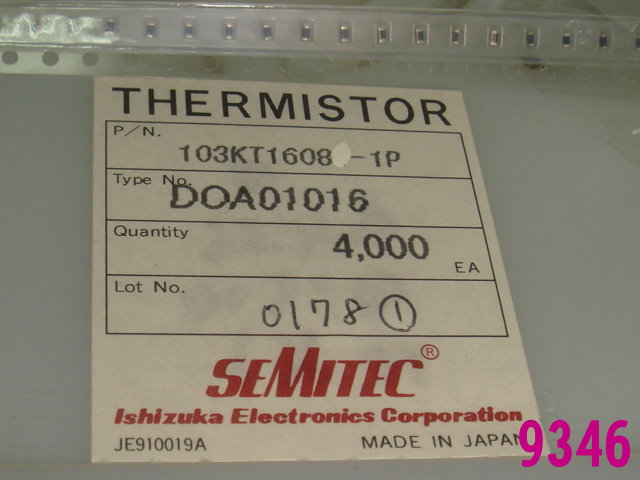 THERMISTOR
P/N.
103KT1608 -1P
Type No.
DOA01016
Quantity
4,000
EA
Lot No.
0178 ①
SEMITEC®
Ishizuka Electronics Corporation
JE910019A MADE IN JAPAN
9346